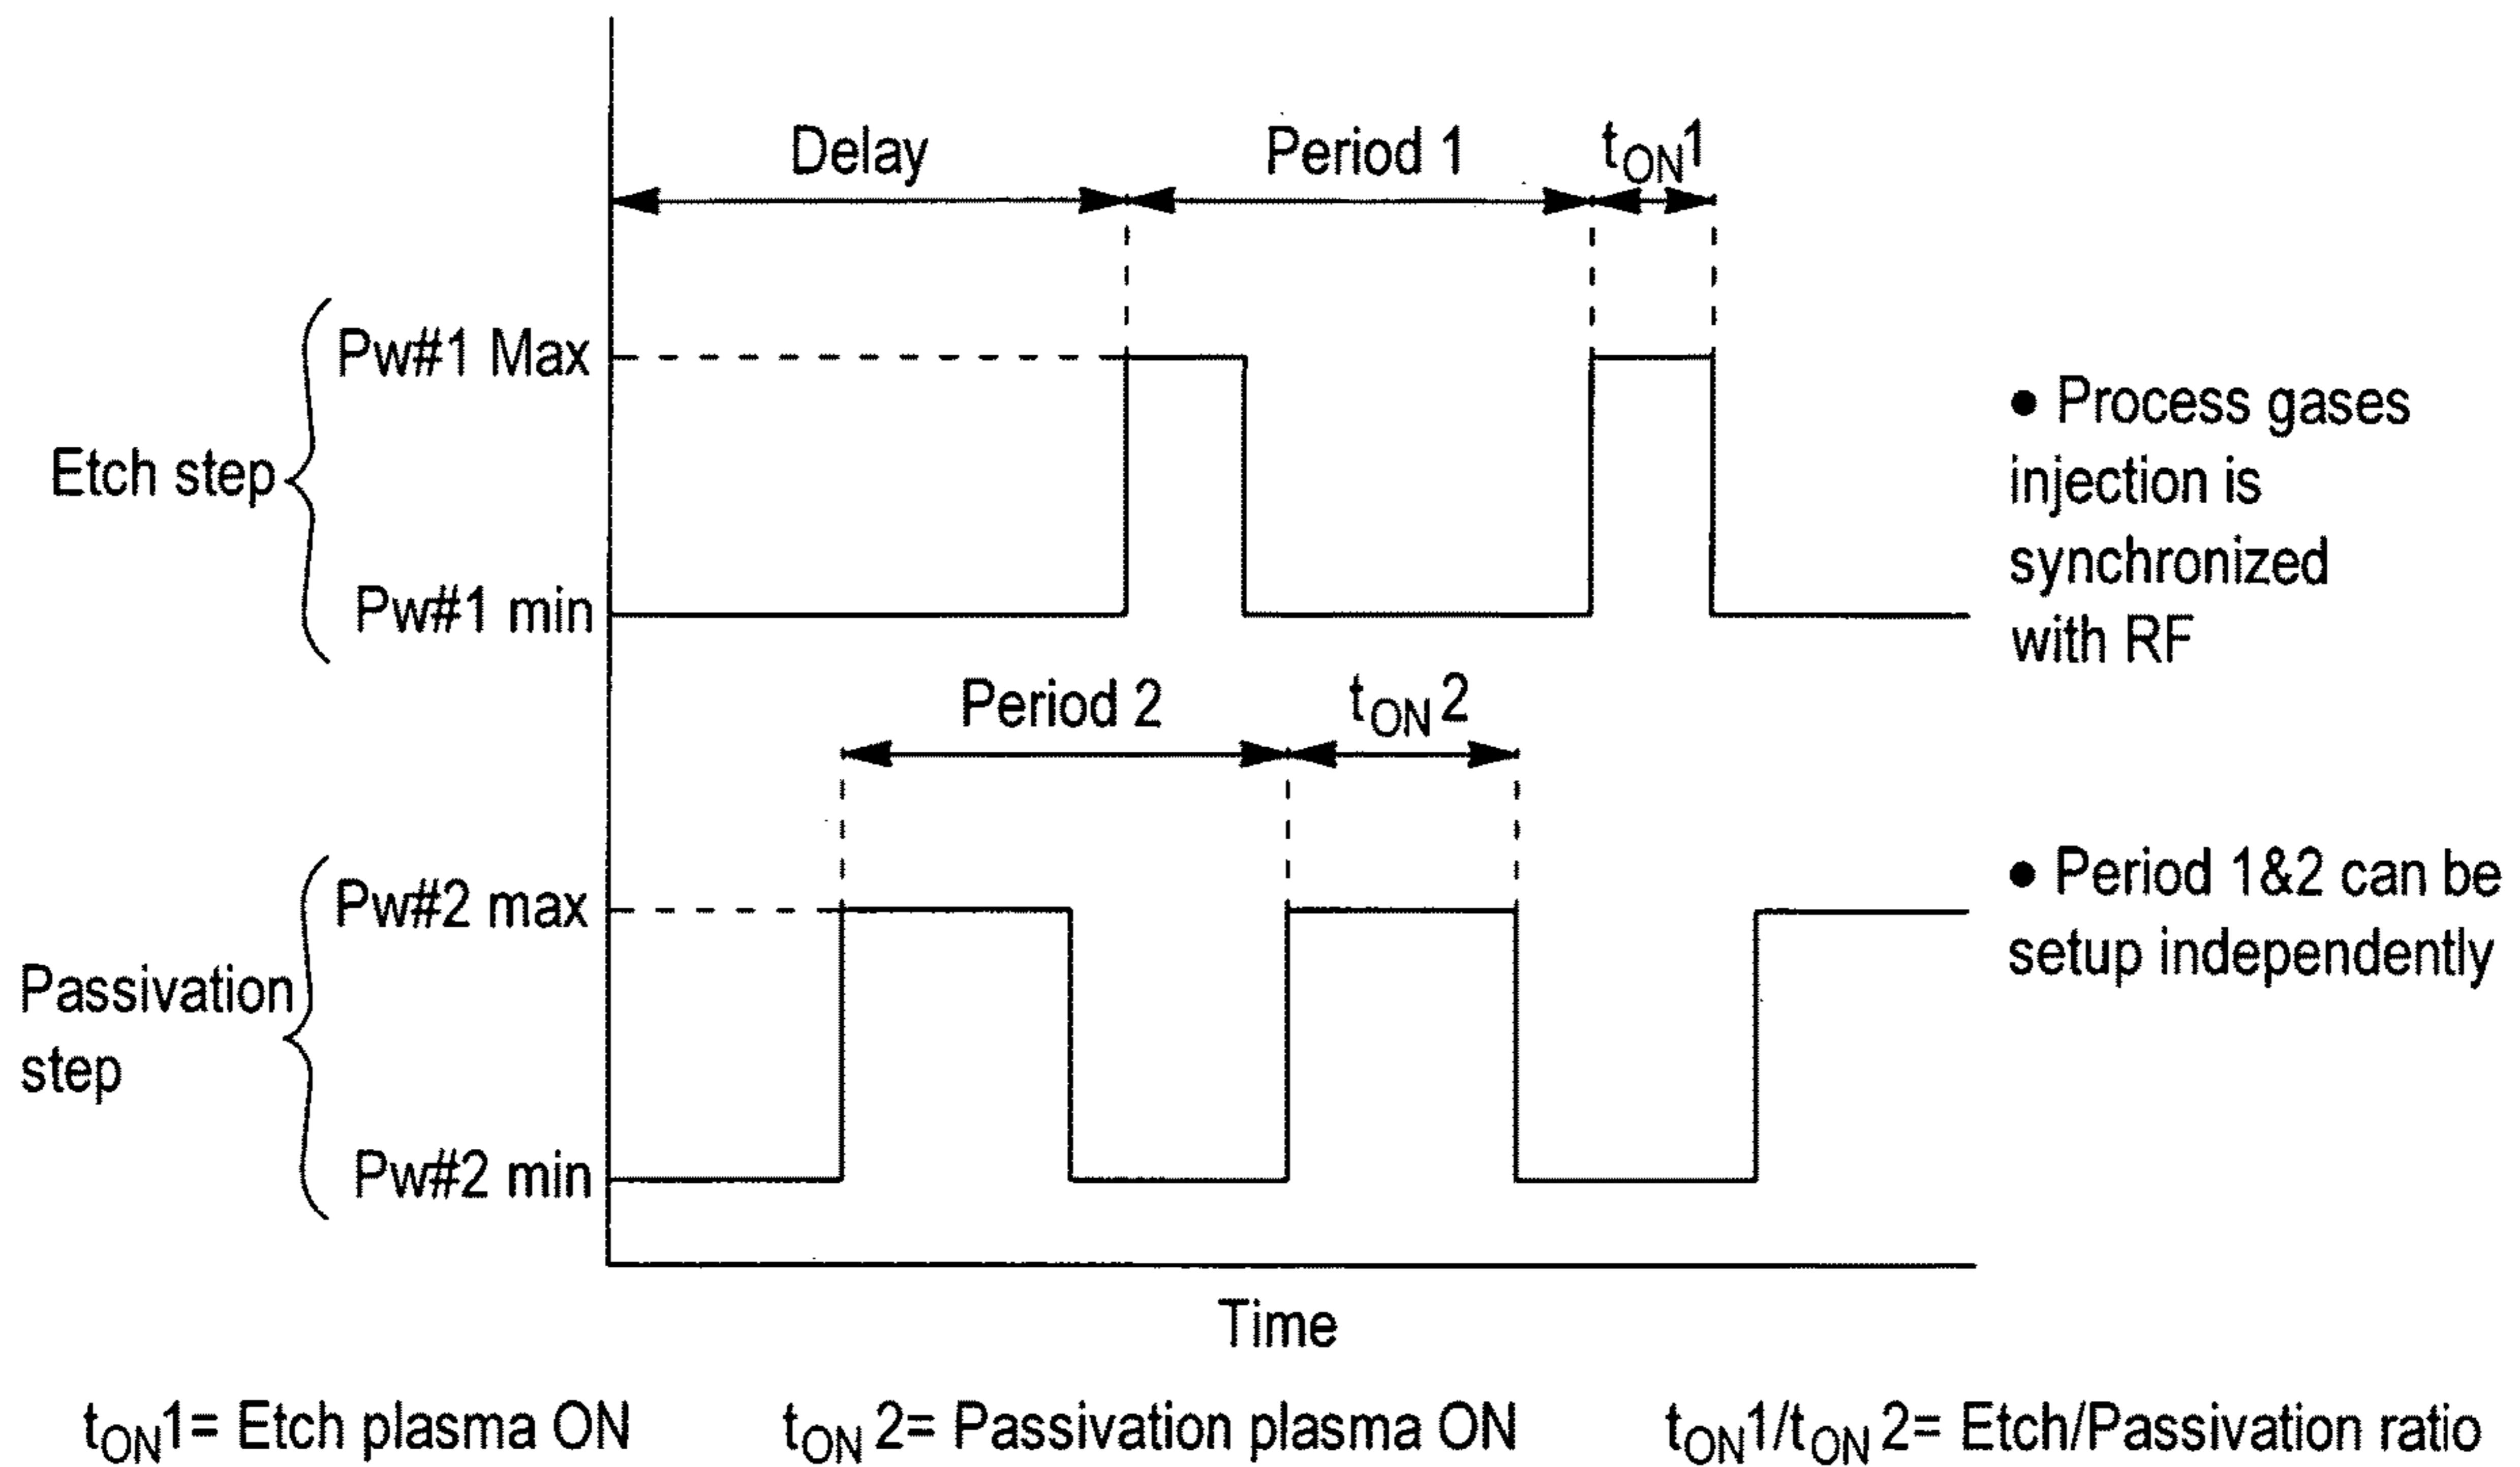 Delay
Period 1
tON1
Etch step
Pw#1 Max
Pw#1 min
• Process gases
injection is
synchronized
with RF
Period 2
tON 2
Passivation
step
Pw#2 max
Pw#2 min
• Period 1&2 can be
setup independently
Time
tON1= Etch plasma ON
tON 2= Passivation plasma ON
tON1/tON 2= Etch/Passivation ratio